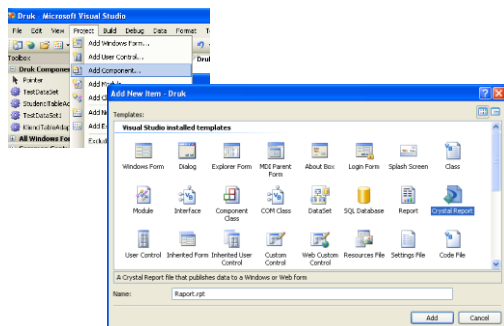 Druk - Microsoft Visual Studio
File Edit View Project Build Debug Data Format
Toolbox
Druk Componen
Pointer
TestDataSet
StudencTableAd
TestDataSet1
KlienciTableAdap
All Windows Fo
Add Windows Form...
Add User Control...
Add Component...
Exclud
Add New Item - Druk
Templates:
Visual Studio installed templates
Windows Form Dialog Explorer Form MDI Parent Form About Box Login Form Splash Screen Class
Module Interface Component Class COM Class DataSet SQL Database Report Crystal Report
User Control Inherited Form Inherited User Control Custom Control Web Custom Control Resources File Settings File Code File
A Crystal Report file that publishes data to a Windows or Web form
Name: Raport.rpt
Add Cancel